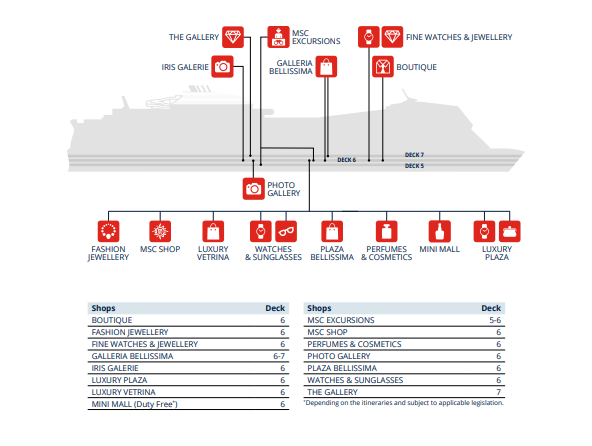 THE GALLERY
MSC
EXCURSIONS
FINE WATCHES & JEWELLERY
IRIS GALERIE
GALLERIA
BELLISSIMA
BOUTIQUE
DECK 7
DECK 6
DECK 5
PHOTO
GALLERY
FASHION
JEWELLERY
MSC SHOP
LUXURY
VETRINA
WATCHES
& SUNGLASSES
PLAZA
BELLISSIMA
PERFUMES
& COSMETICS
MINI MALL
LUXURY
PLAZA
Shops Deck
BOUTIQUE 6
FASHION JEWELLERY 6
FINE WATCHES & JEWELLERY 6
GALLERIA BELLISSIMA 6-7
IRIS GALERIE 6
LUXURY PLAZA 6
LUXURY VETRINA 6
MINI MALL (Duty Free*) 6
Shops Deck
MSC EXCURSIONS 5-6
MSC SHOP 6
PERFUMES & COSMETICS 6
PHOTO GALLERY 6
PLAZA BELLISSIMA 6
WATCHES & SUNGLASSES 6
THE GALLERY 7
*Depending on the itineraries and subject to applicable legislation.